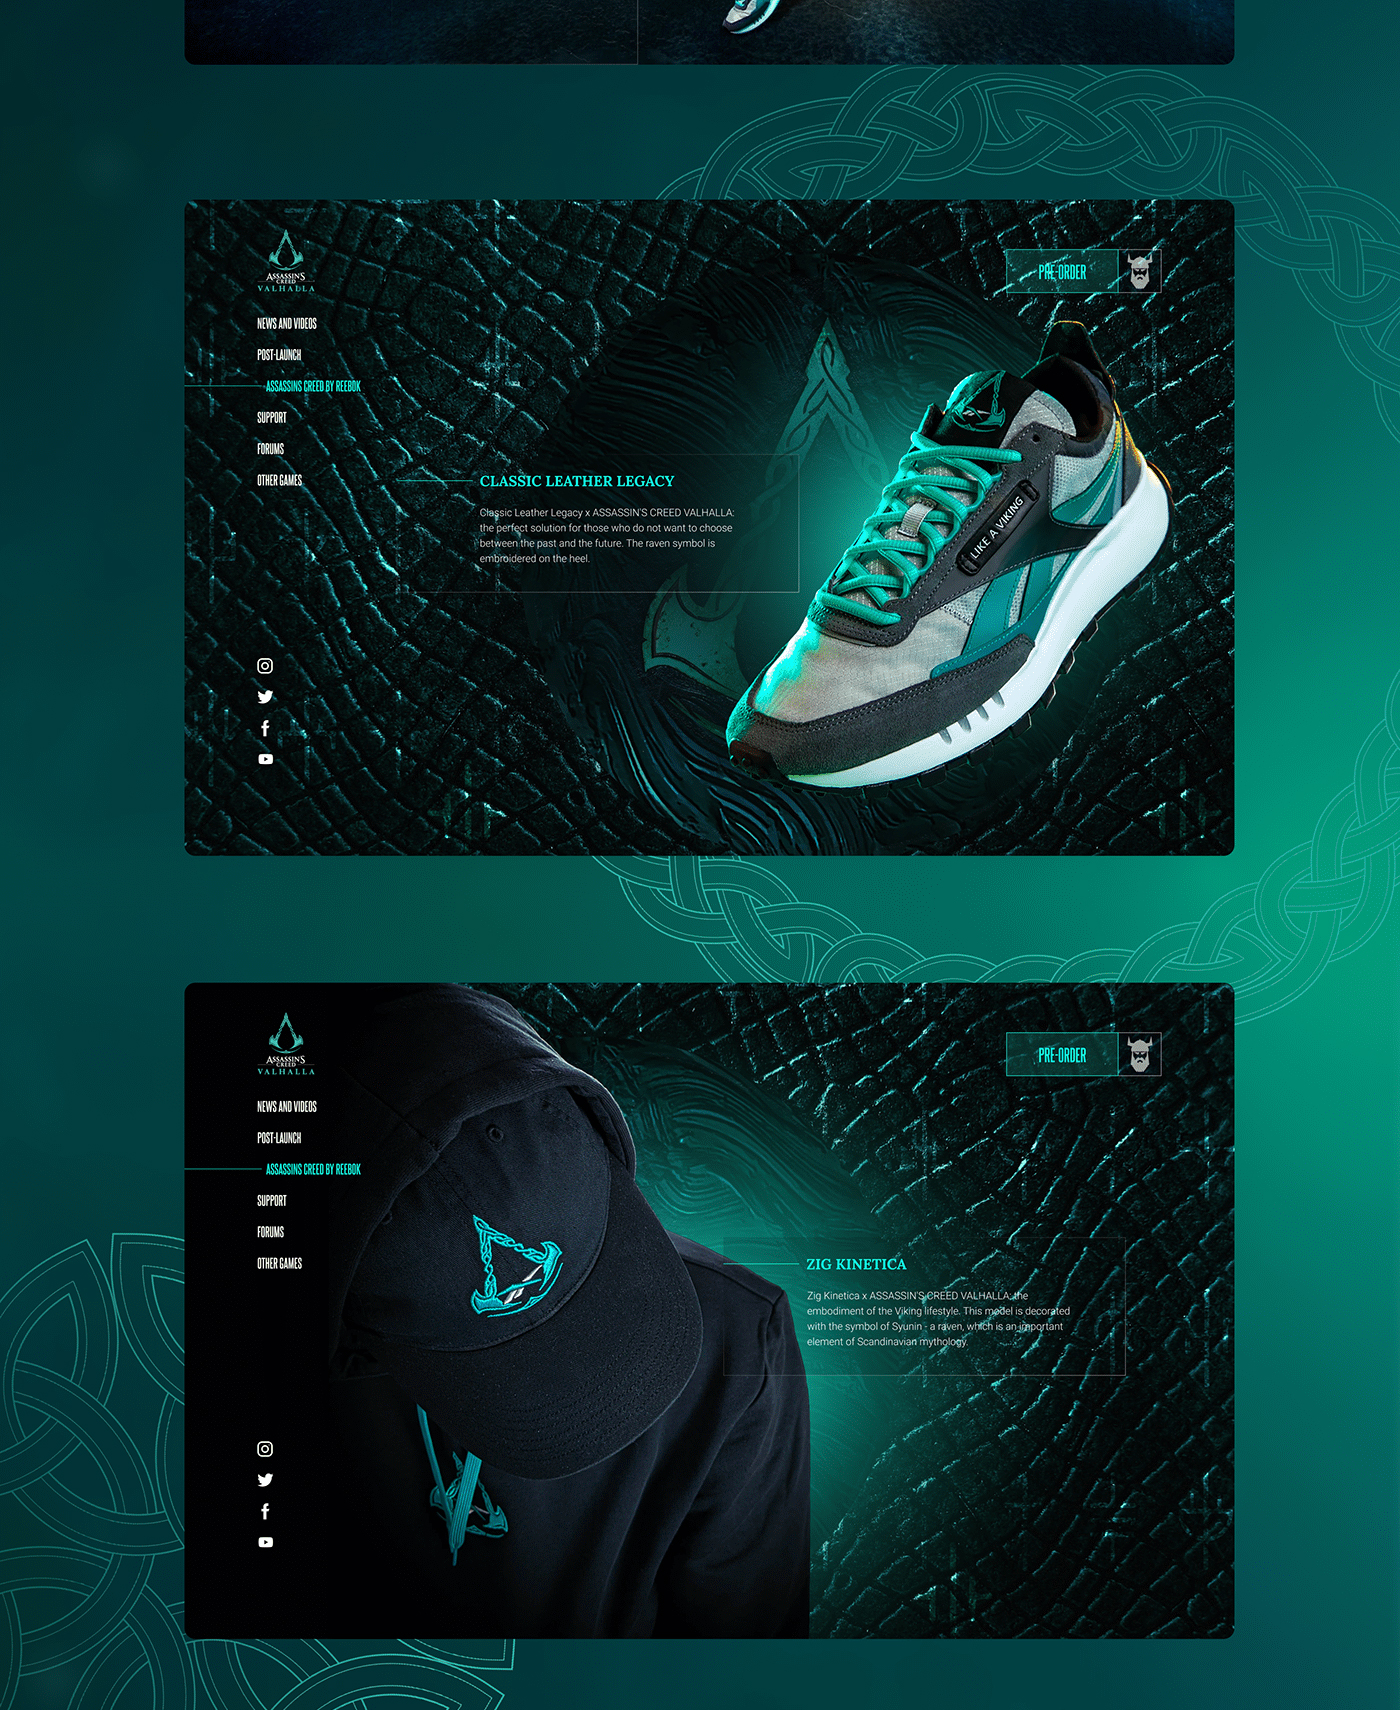 ASSASSIN'S
CREED
VALHALLA
PRE-ORDER
NEWS AND VIDEOS
POST-LAUNCH
ASSASSINS CREED BY REEBOK
SUPPORT
FORUMS
OTHER GAMES
CLASSIC LEATHER LEGACY
Classic Leather Legacy x ASSASSIN'S CREED VALHALLA:
the perfect solution for those who do not want to choose
between the past and the future. The raven symbol is
embroidered on the heel.
LIKE A VIKING
ASSASSIN'S
CREED
VALHALLA
PRE-ORDER
NEWS AND VIDEOS
POST-LAUNCH
ASSASSINS CREED BY REEBOK
SUPPORT
FORUMS
OTHER GAMES
ZIG KINETICA
Zig Kinetica x ASSASSIN'S CREED VALHALLA: the
embodiment of the Viking lifestyle. This model is decorated
with the symbol of Syunin - a raven, which is an important
element of Scandinavian mythology.